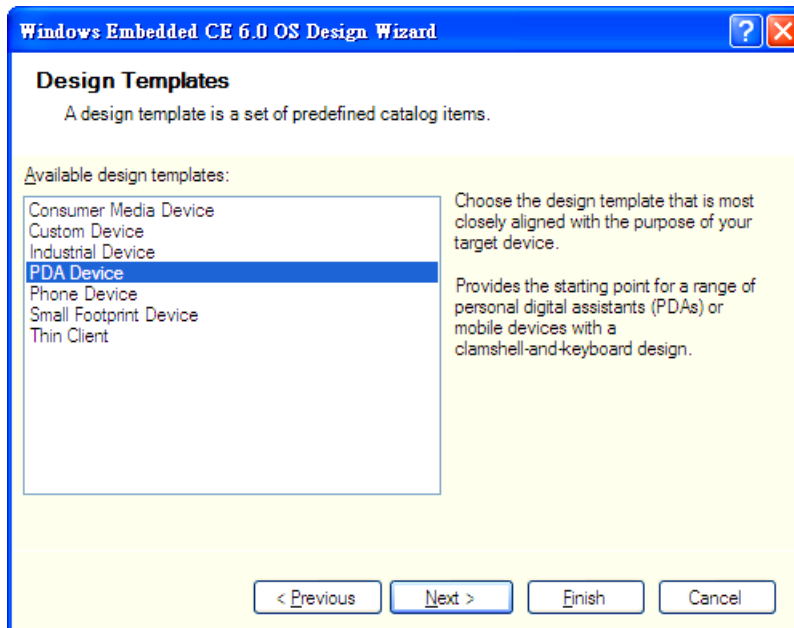 Windows Embedded CE 6.0 OS Design Wizard
?
Design Templates
A design template is a set of predefined catalog items.
Available design templates:
Consumer Media Device
Custom Device
Industrial Device
PDA Device
Phone Device
Small Footprint Device
Thin Client
Choose the design template that is most
closely aligned with the purpose of your
target device.
Provides the starting point for a range of
personal digital assistants (PDAs) or
mobile devices with a
clamshell-and-keyboard design.
< Previous
Next >
Finish
Cancel